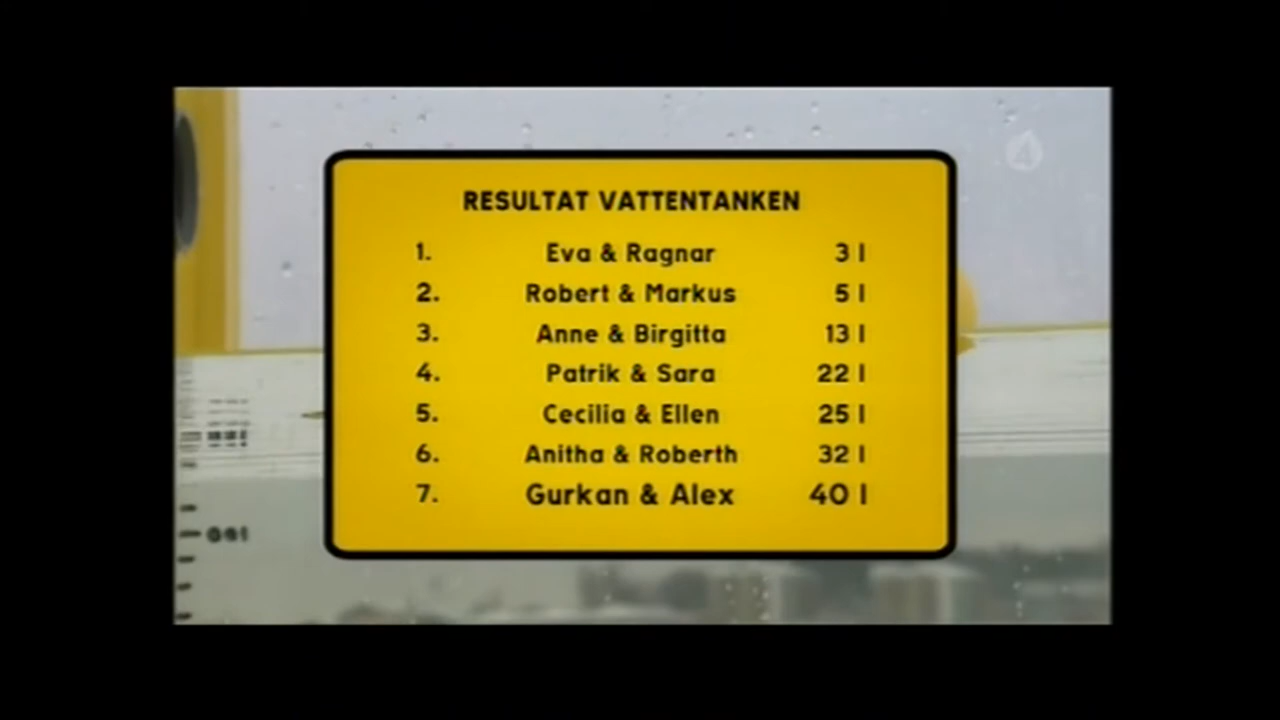 RESULTAT VATTENTANKEN
1. Eva & Ragnar 3 l
2. Robert & Markus 5 l
3. Anne & Birgitta 13 l
4. Patrik & Sara 22 l
5. Cecilia & Ellen 25 l
6. Anitha & Roberth 32 l
7. Gurkan & Alex 40 l
4